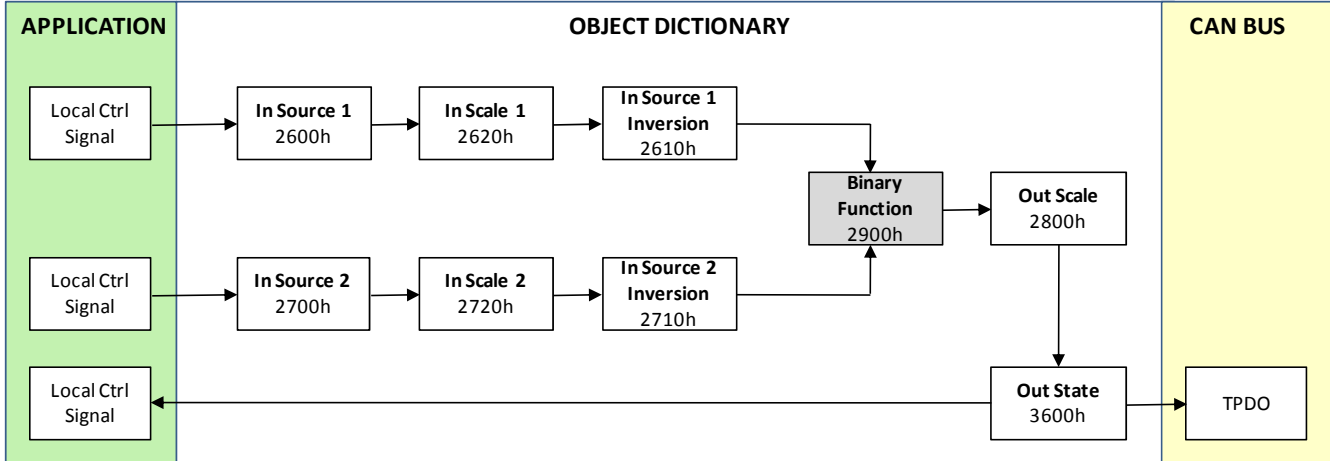 APPLICATION
OBJECT DICTIONARY
CAN BUS
Local Ctrl
Signal
In Source 1
2600h
In Scale 1
2620h
In Source 1
Inversion
2610h
Binary
Function
2900h
Out Scale
2800h
Local Ctrl
Signal
In Source 2
2700h
In Scale 2
2720h
In Source 2
Inversion
2710h
Local Ctrl
Signal
Out State
3600h
TPDO